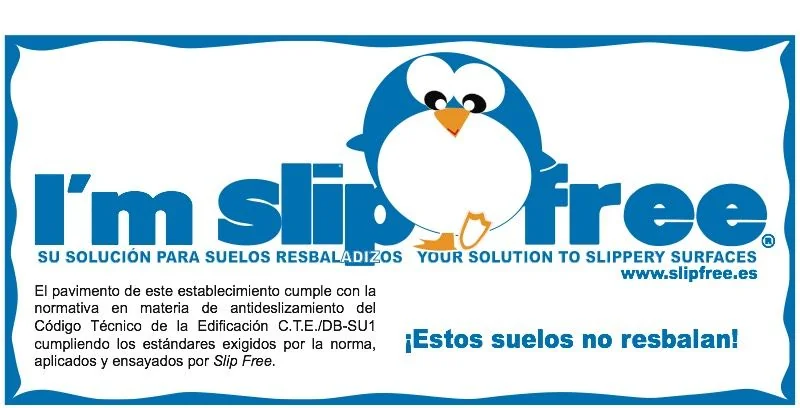 I'm slip free®
SU SOLUCIÓN PARA SUELOS RESBALADIZOS YOUR SOLUTION TO SLIPPERY SURFACES
www.slipfree.es
El pavimento de este establecimiento cumple con la
normativa en materia de antideslizamiento del
Código Técnico de la Edificación C.T.E./DB-SU1
cumpliendo los estándares exigidos por la norma,
aplicados y ensayados por Slip Free.
¡Estos suelos no resbalan!